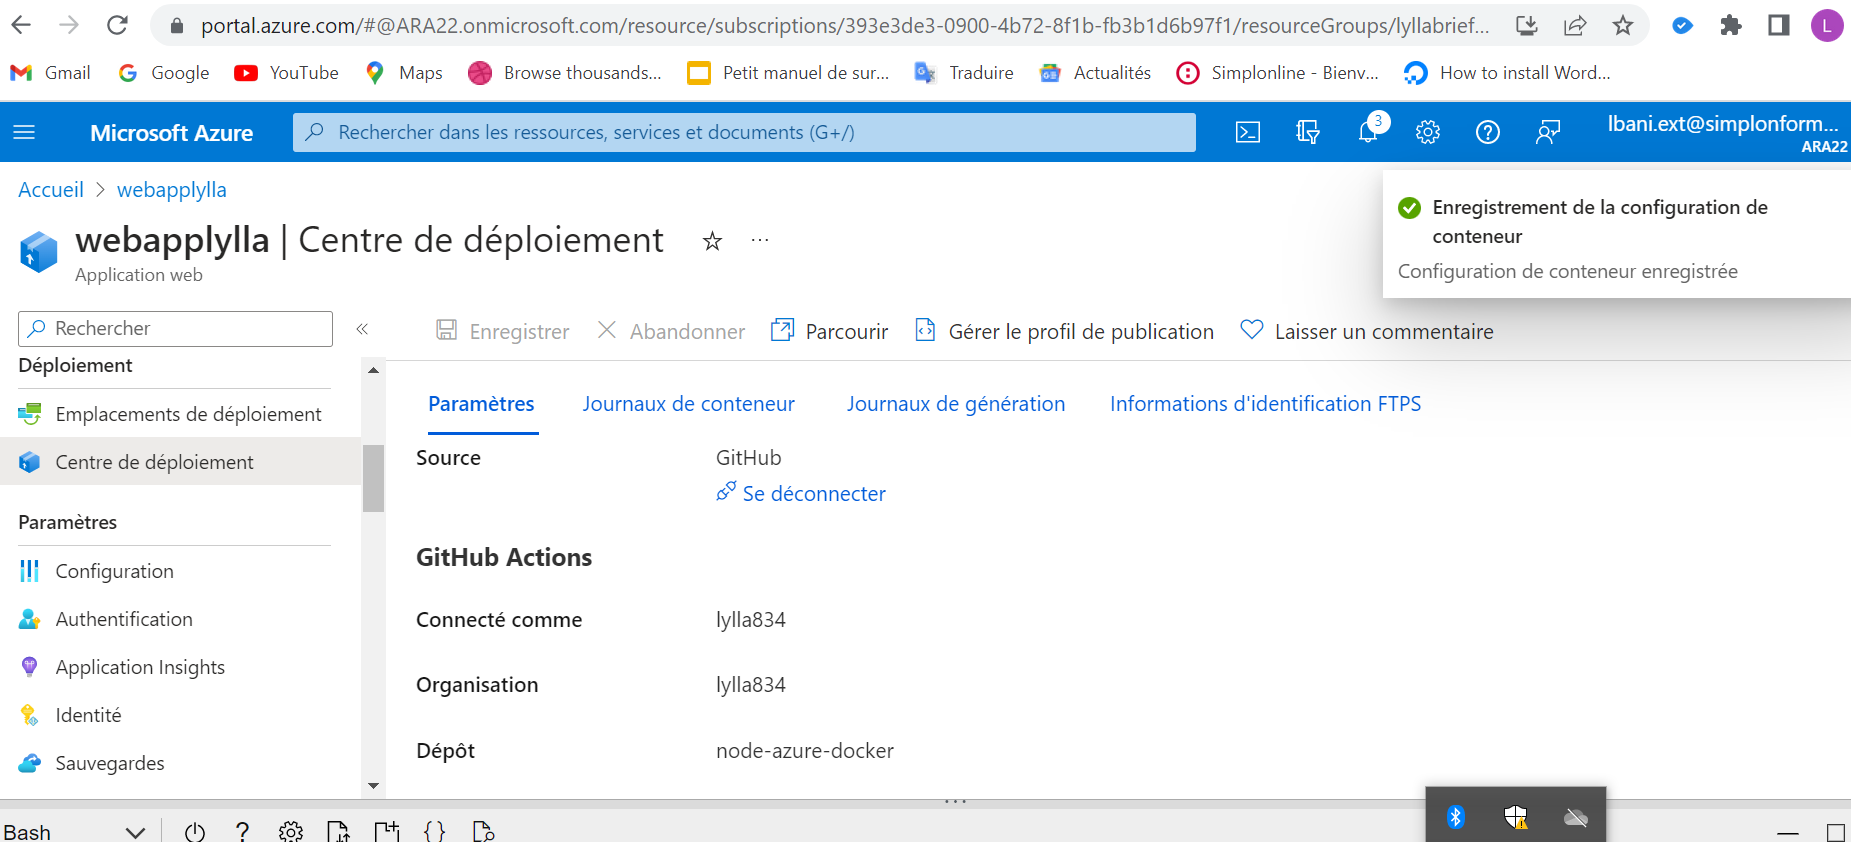 portal.azure.com/#@ARA22.onmicrosoft.com/resource/subscriptions/393e3de3-0900-4b72-8f1b-fb3b1d6b97f1/resourceGroups/lyllabrief...
L
Gmail
Google
YouTube
Maps
Browse thousands...
Petit manuel de sur...
Traduire
Actualités
Simplonline - Bienv...
How to install Word...
Microsoft Azure
Rechercher dans les ressources, services et documents (G+/)
3
lbani.ext@simplonform...
ARA22
Accueil > webapplylla
webapplylla | Centre de déploiement
...
Application web
Enregistrement de la configuration de
conteneur
Configuration de conteneur enregistrée
Rechercher
«
Enregistrer
Abandonner
Parcourir
Gérer le profil de publication
Laisser un commentaire
Déploiement
Emplacements de déploiement
Centre de déploiement
Paramètres
Configuration
Authentification
Application Insights
Identité
Sauvegardes
Paramètres
Journaux de conteneur
Journaux de génération
Informations d'identification FTPS
Source
GitHub
Se déconnecter
GitHub Actions
Connecté comme
lylla834
Organisation
lylla834
Dépôt
node-azure-docker
Bash